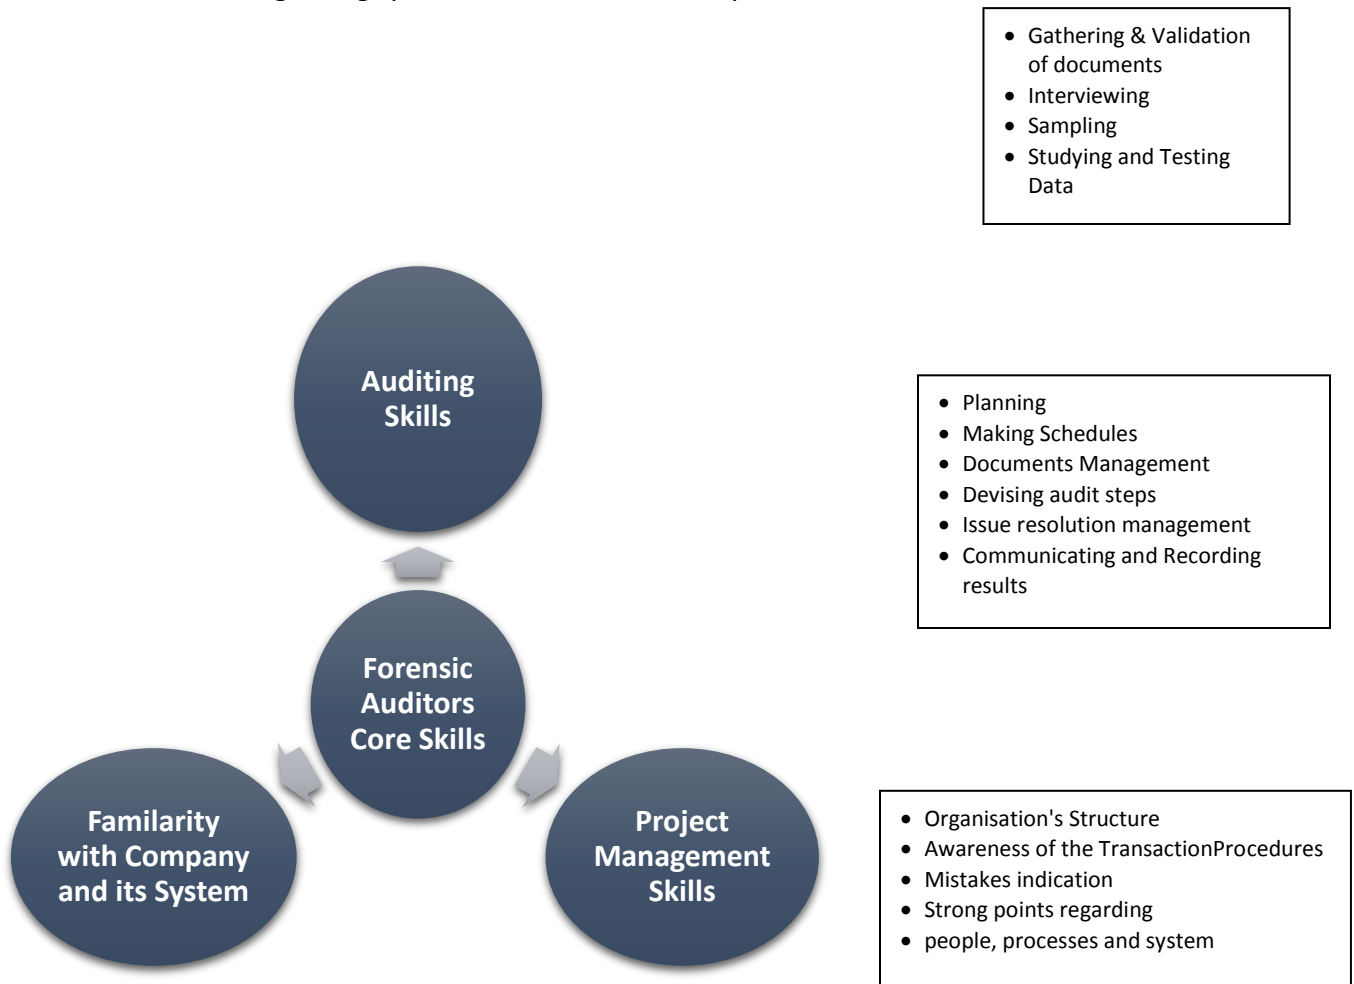 • Gathering & Validation
of documents
• Interviewing
• Sampling
• Studying and Testing
Data
Auditing
Skills
• Planning
• Making Schedules
• Documents Management
• Devising audit steps
• Issue resolution management
• Communicating and Recording
results
Forensic
Auditors
Core Skills
Familarity
with Company
and its System
Project
Management
Skills
• Organisation's Structure
• Awareness of the TransactionProcedures
• Mistakes indication
• Strong points regarding
• people, processes and system